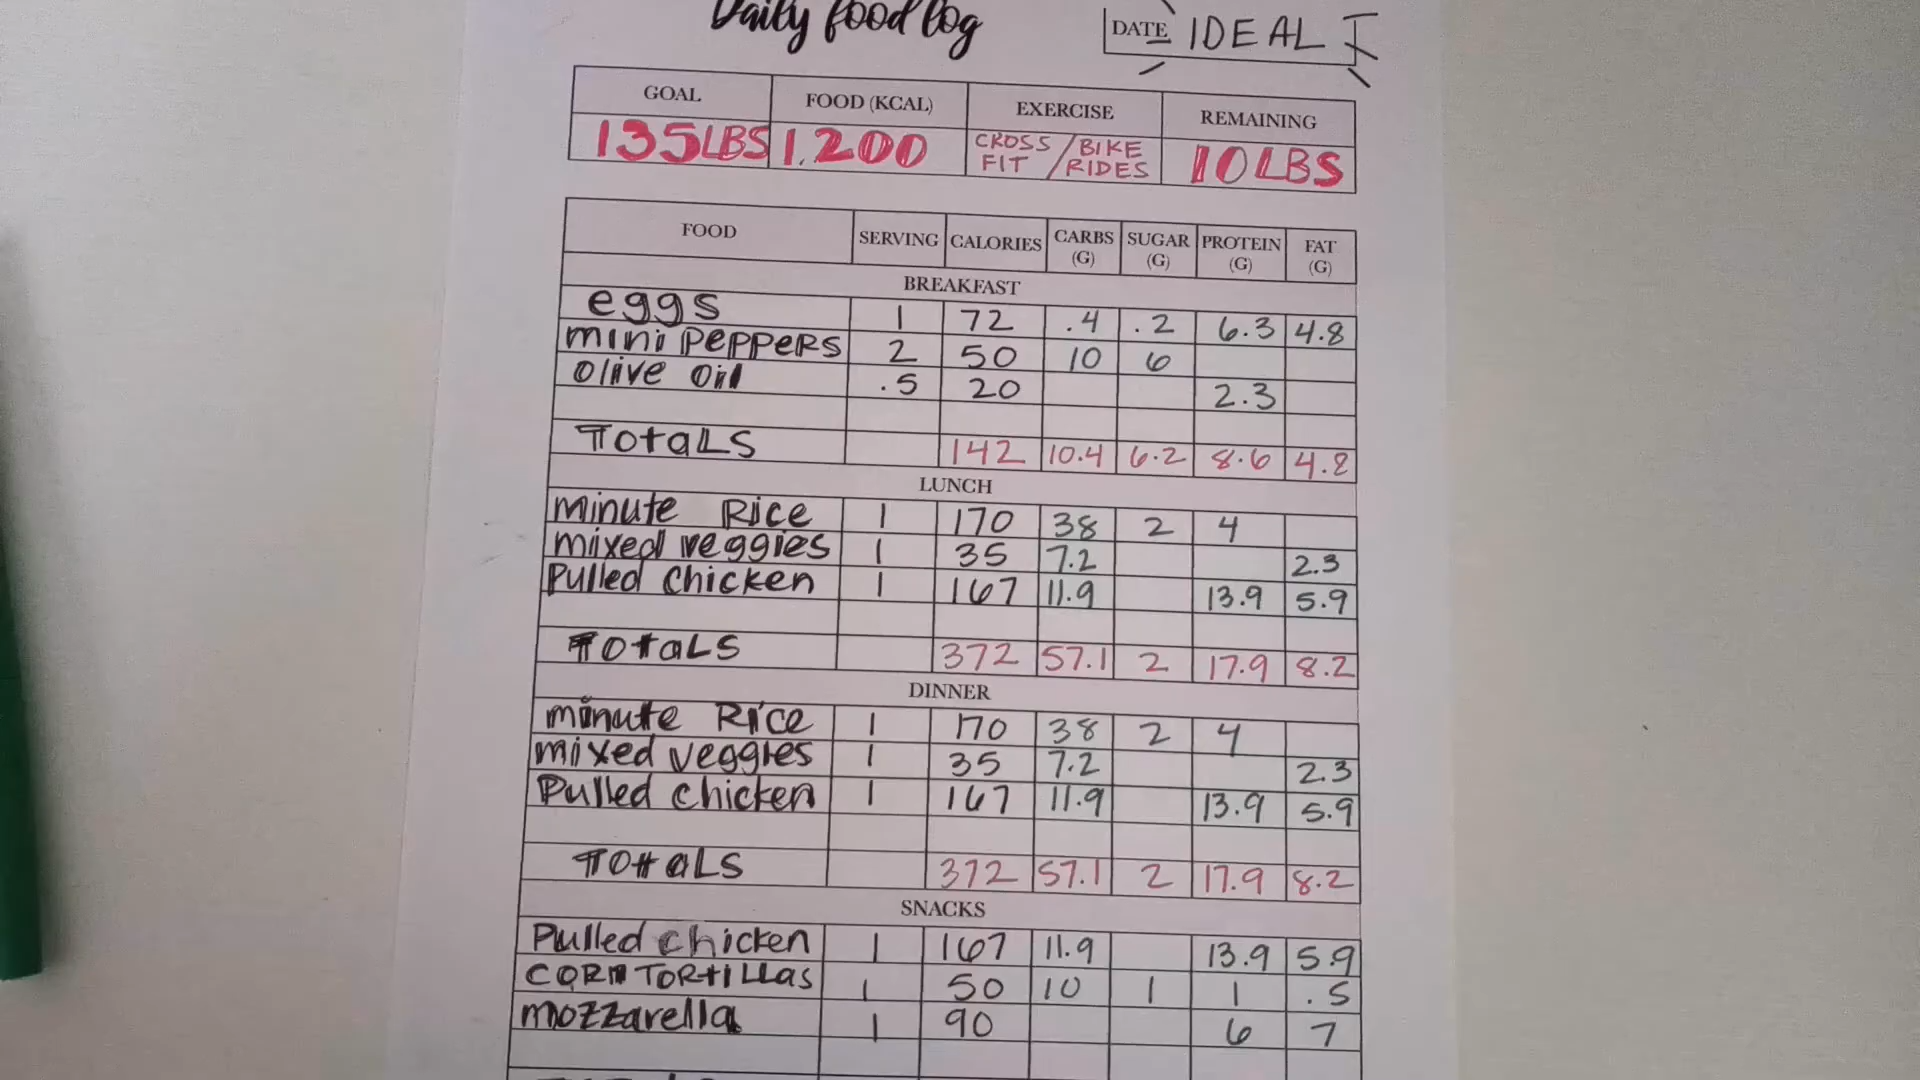 Daily food log
DATE IDEAL I
GOAL FOOD (KCAL) EXERCISE REMAINING
135LBS 1,200 CROSS FIT / BIKE RIDES 10LBS
FOOD SERVING CALORIES CARBS (G) SUGAR (G) PROTEIN (G) FAT (G)
BREAKFAST
eggs 1 72 .4 .2 6.3 4.8
mini peppers 2 50 10 6
olive oil .5 20 2.3
Totals 142 10.4 6.2 8.6 4.8
LUNCH
minute Rice 1 170 38 2 4
mixed veggies 1 35 7.2 2.3
Pulled chicken 1 167 11.9 13.9 5.9
Totals 372 57.1 2 17.9 8.2
DINNER
minute Rice 1 170 38 2 4
mixed veggies 1 35 7.2 2.3
Pulled chicken 1 167 11.9 13.9 5.9
Totals 372 57.1 2 17.9 8.2
SNACKS
Pulled chicken 1 167 11.9 13.9 5.9
CORN TORtILLas 1 50 10 1 1 .5
mozzarella 1 90 6 7